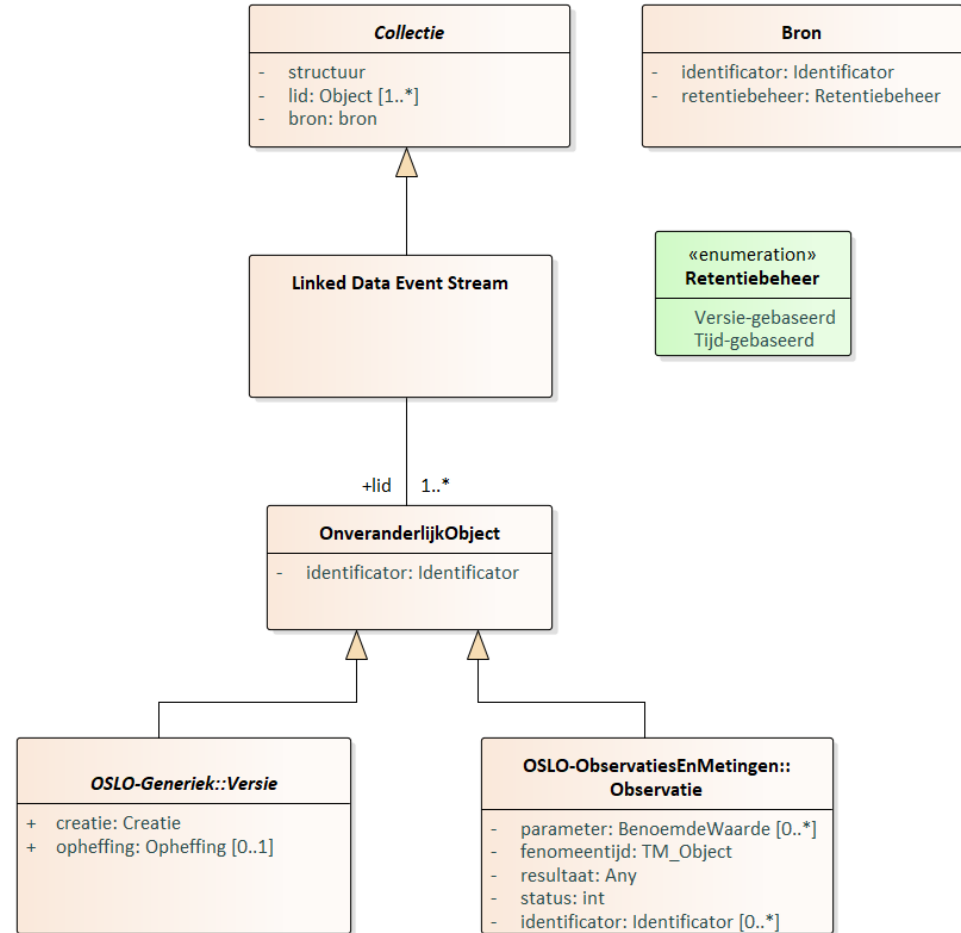 Collectie
- structuur
- lid: Object [1..*]
- bron: bron
Bron
- identificator: Identificator
- retentiebeheer: Retentiebeheer
Linked Data Event Stream
«enumeration»
Retentiebeheer
Versie-gebaseerd
Tijd-gebaseerd
+lid 1..*
OnveranderlijkObject
- identificator: Identificator
OSLO-Generiek::Versie
+ creatie: Creatie
+ opheffing: Opheffing [0..1]
OSLO-ObservatiesEnMetingen::
Observatie
- parameter: BenoemdeWaarde [0..*]
- fenomeentijd: TM_Object
- resultaat: Any
- status: int
- identificator: Identificator [0..*]